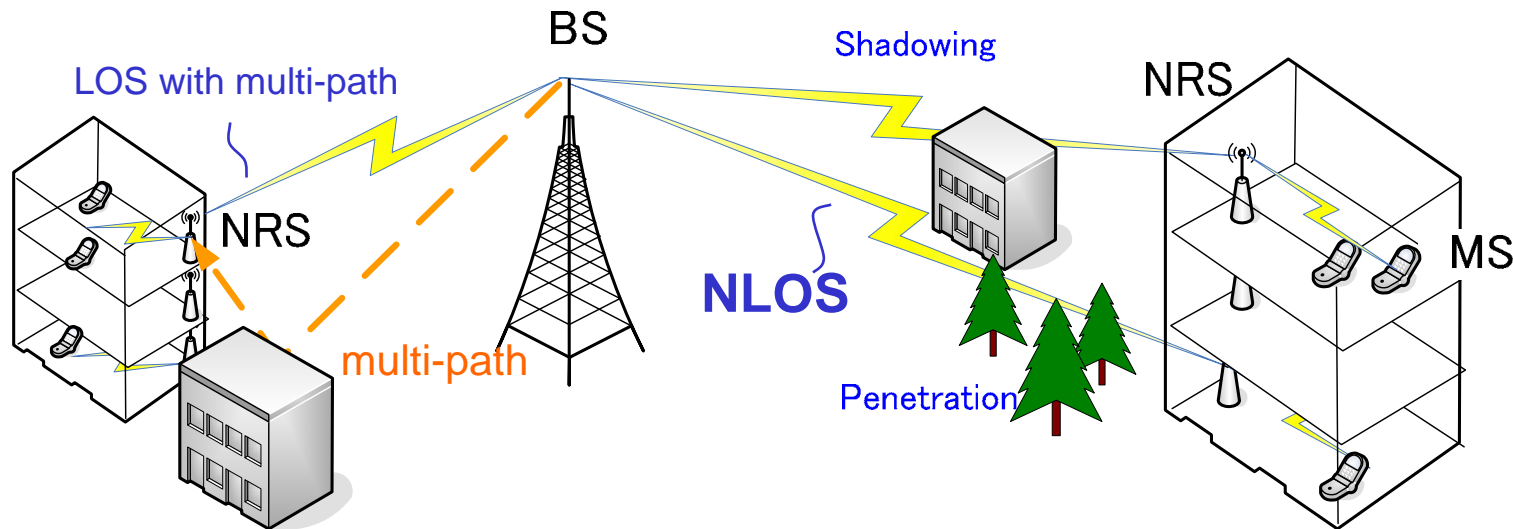 BS
Shadowing
LOS with multi-path
NRS
NRS
MS
NLOS
multi-path
Penetration